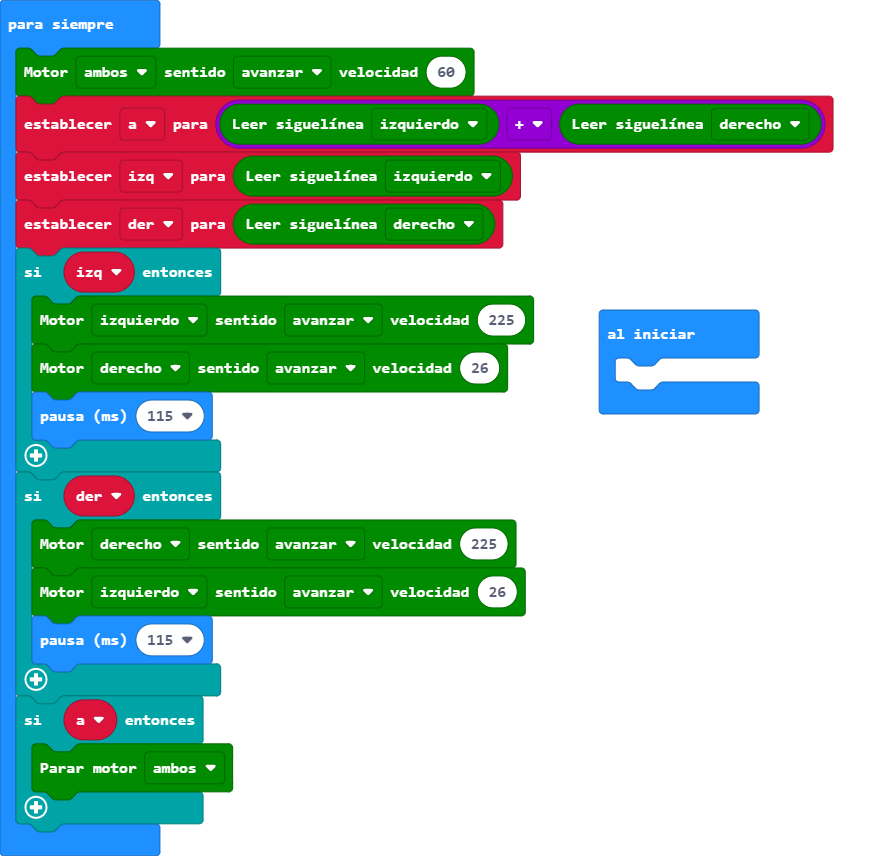 para siempre
Motor ambos sentido avanzar velocidad 60
establecer a para Leer siguelínea izquierdo + Leer siguelínea derecho
establecer izq para Leer siguelínea izquierdo
establecer der para Leer siguelínea derecho
si izq entonces
Motor izquierdo sentido avanzar velocidad 225
al iniciar
Motor derecho sentido avanzar velocidad 26
pausa (ms) 115
si der entonces
Motor derecho sentido avanzar velocidad 225
Motor izquierdo sentido avanzar velocidad 26
pausa (ms) 115
si a entonces
Parar motor ambos